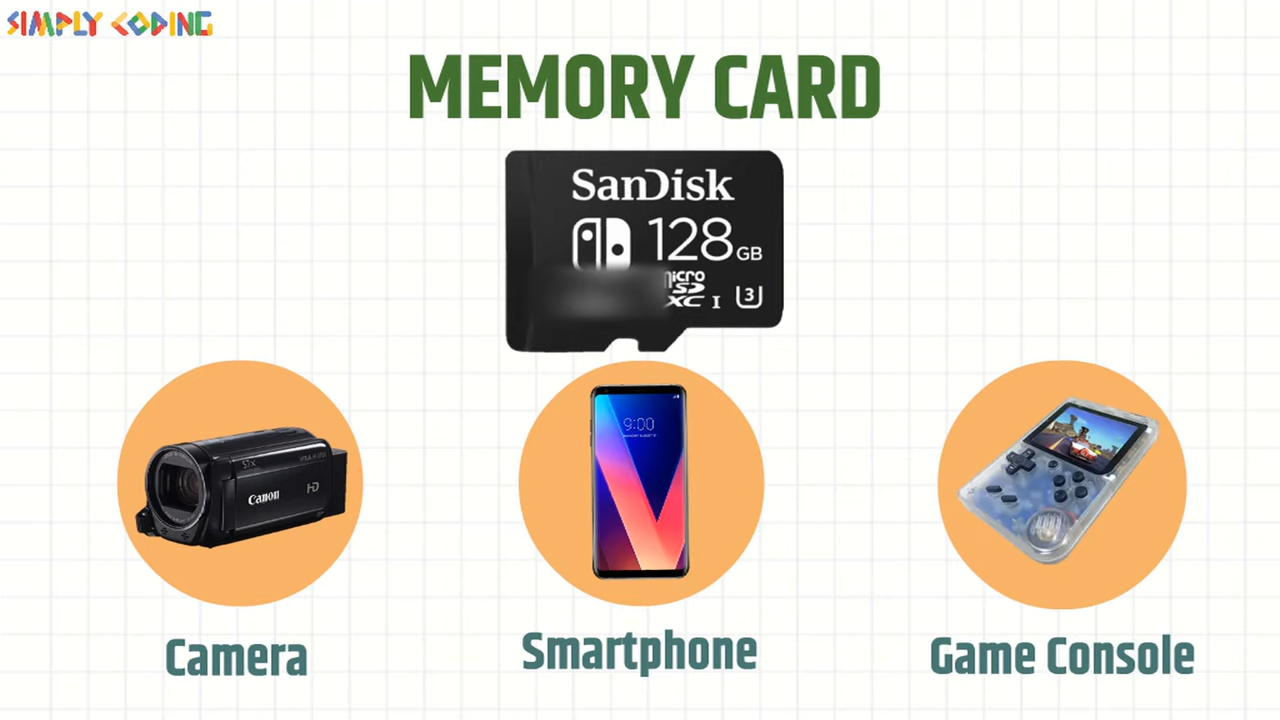 SIMPLY CODING
MEMORY CARD
SanDisk
128 GB
micro
SD
XC I 3
9:00
Canon
HD
Camera
Smartphone
Game Console